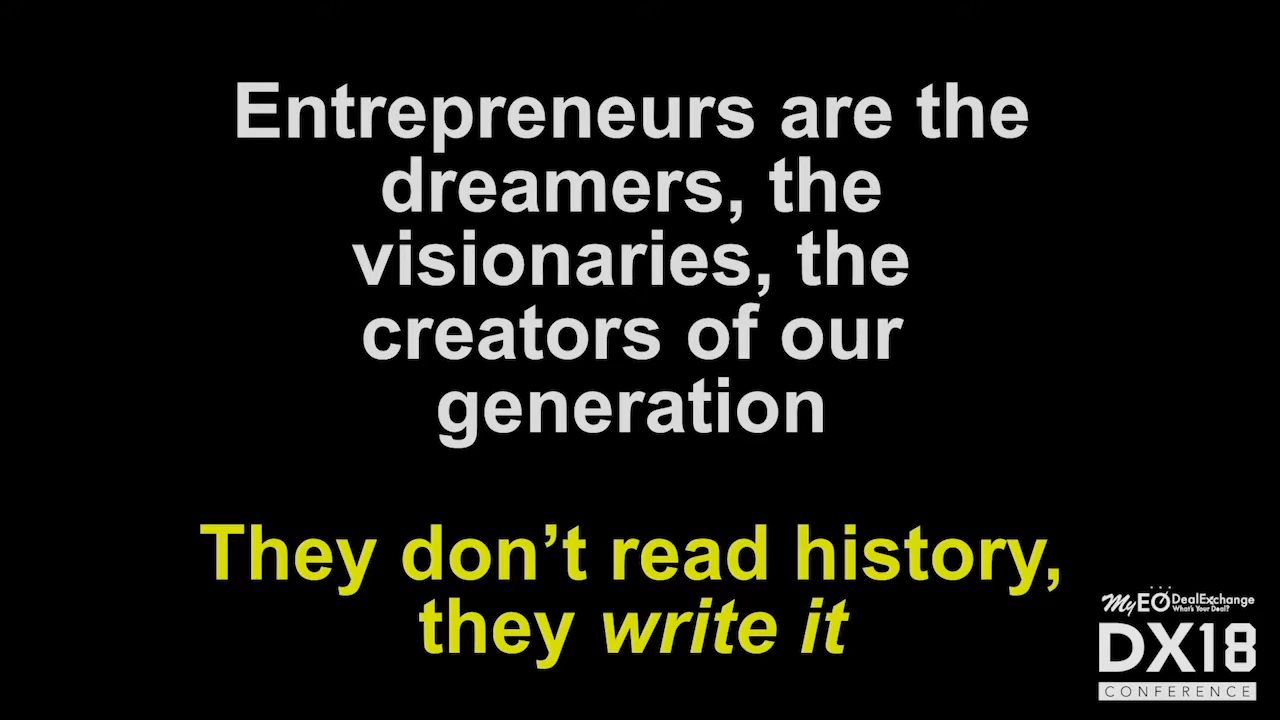 Entrepreneurs are the
dreamers, the
visionaries, the
creators of our
generation
They don’t read history,
they write it
MyEO DealExchange
What's Your Deal?
DX18
CONFERENCE